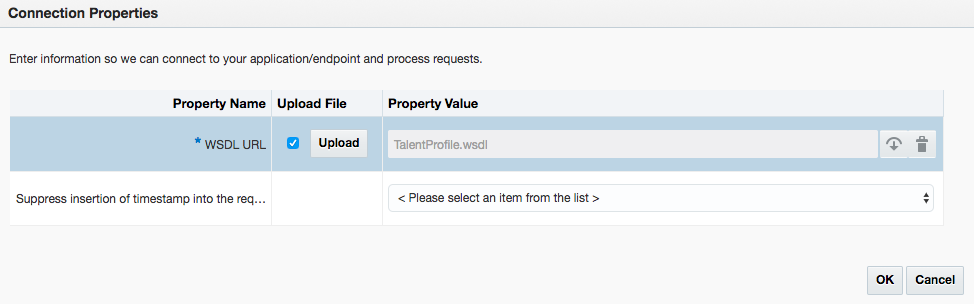 Connection Properties
Enter information so we can connect to your application/endpoint and process requests.
Property Name Upload File Property Value
* WSDL URL Upload TalentProfile.wsdl
Suppress insertion of timestamp into the req... < Please select an item from the list >
OK Cancel